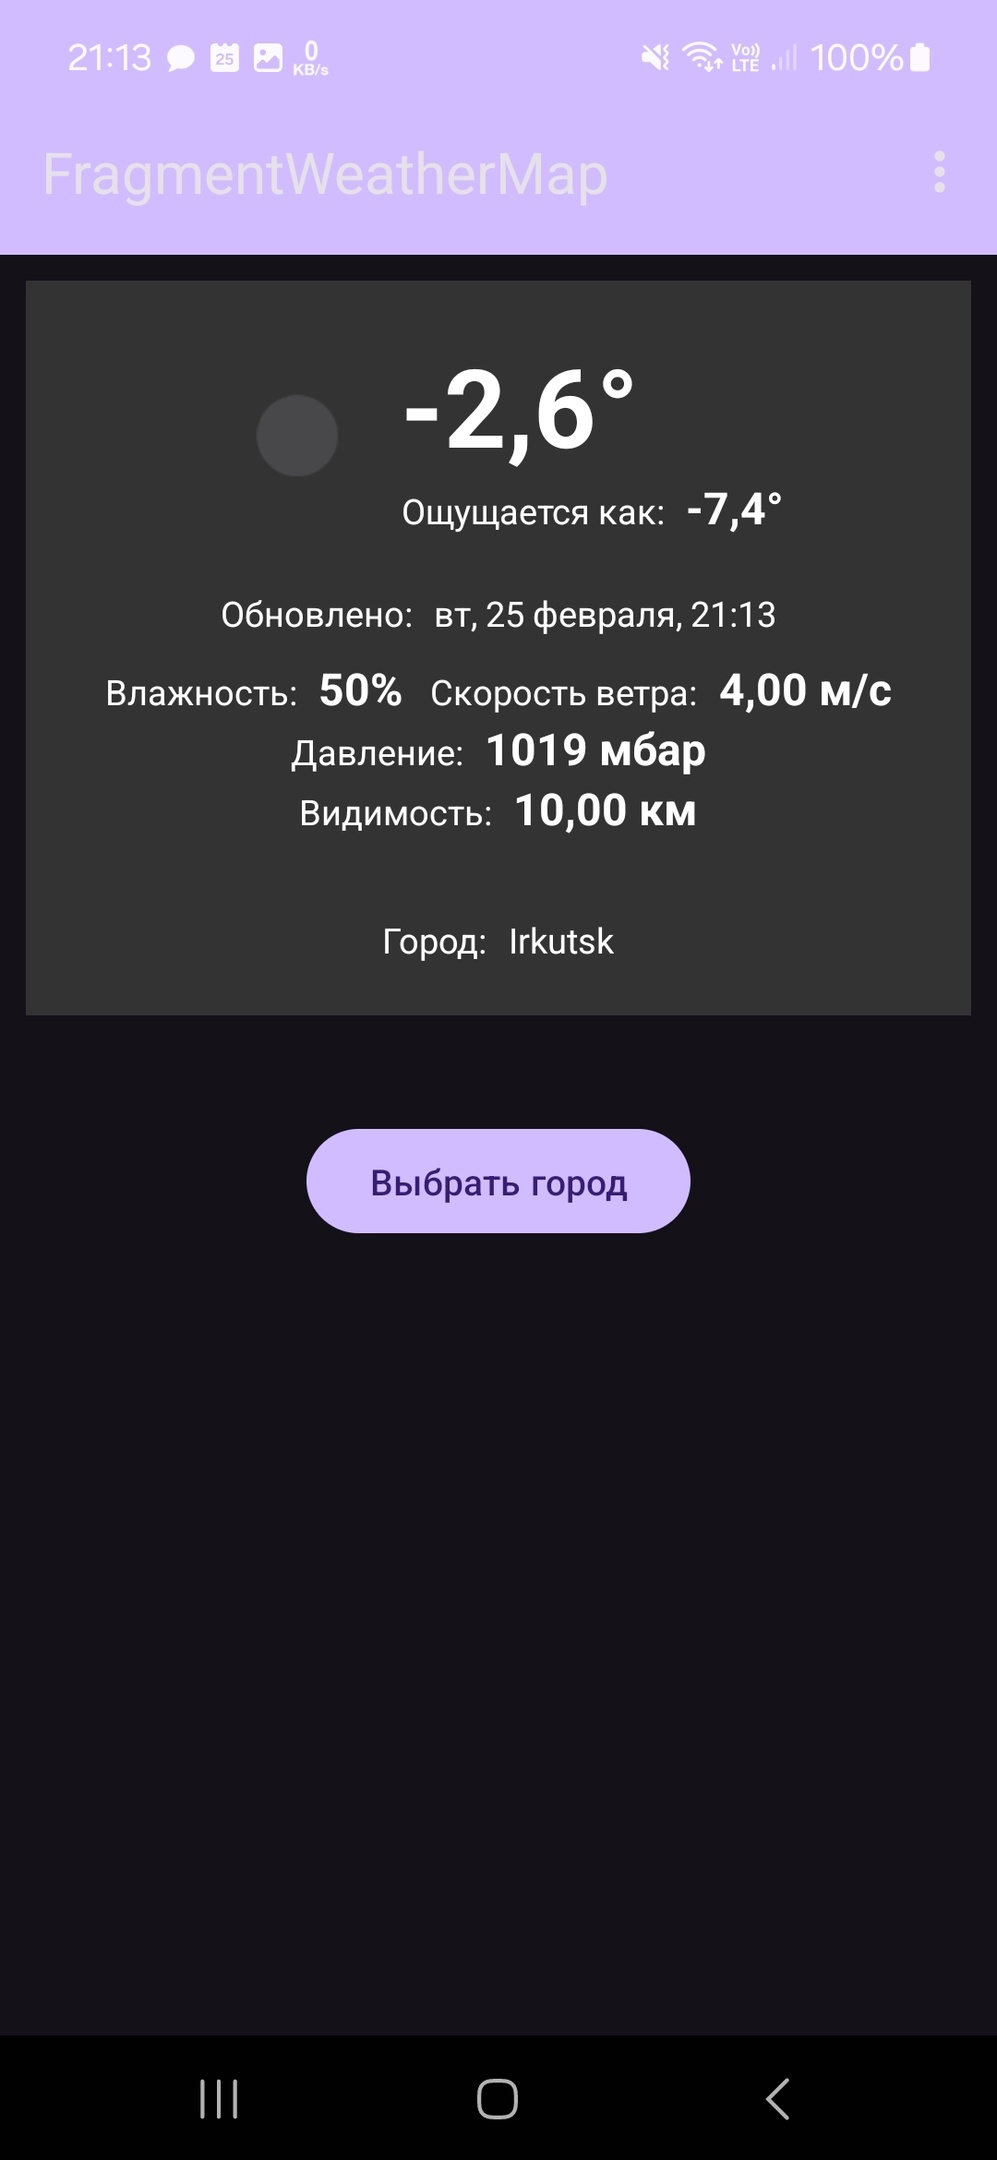 21:13 25 0 KB/s Vo)) LTE 100%
FragmentWeatherMap
-2,6°
Ощущается как: -7,4°
Обновлено: вт, 25 февраля, 21:13
Влажность: 50% Скорость ветра: 4,00 м/с
Давление: 1019 мбар
Видимость: 10,00 км
Город: Irkutsk
Выбрать город